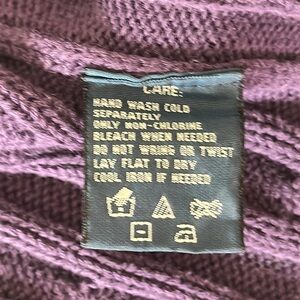 CARE:
HAND WASH COLD
SEPARATELY
ONLY NON-CHLORINE
BLEACH WHEN NEEDED
DO NOT WRING OR TWIST
LAY FLAT TO DRY
COOL IRON IF NEEDED